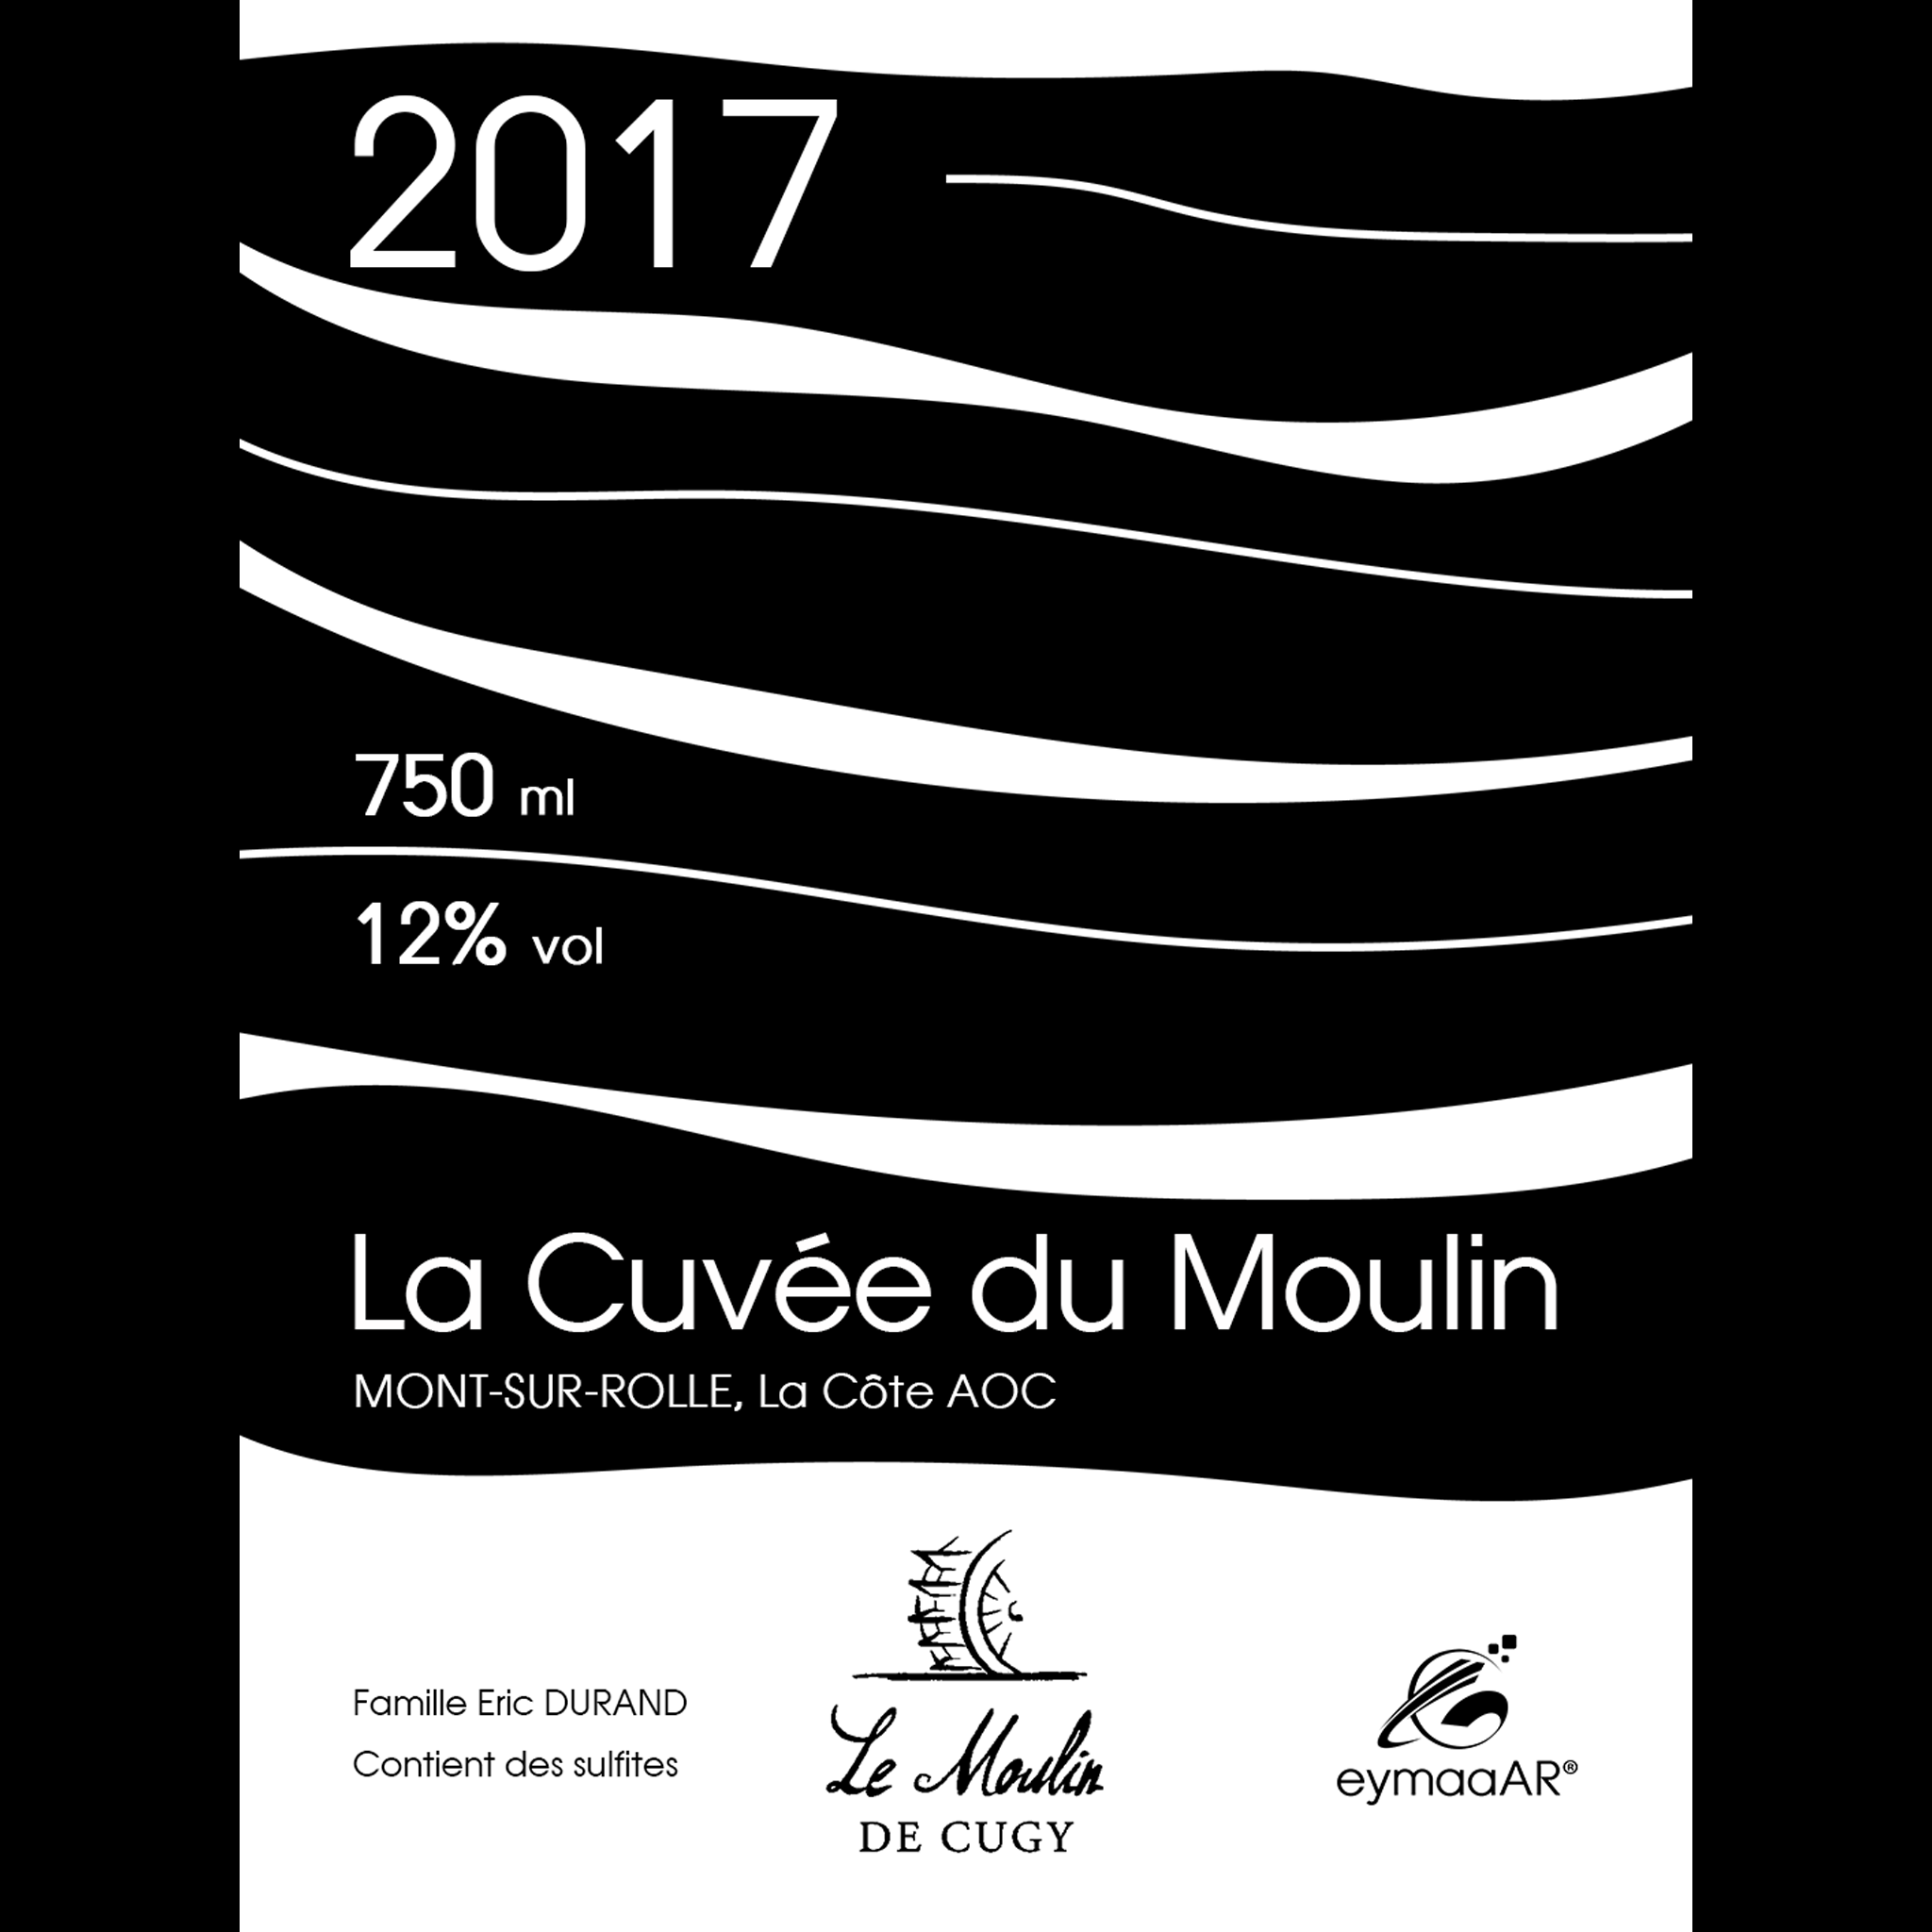 2017
750 ml
12% vol
La Cuvée du Moulin
MONT-SUR-ROLLE, La Côte AOC
Famille Eric DURAND
Contient des sulfites
Le Moulin
DE CUGY
eymaaAR®